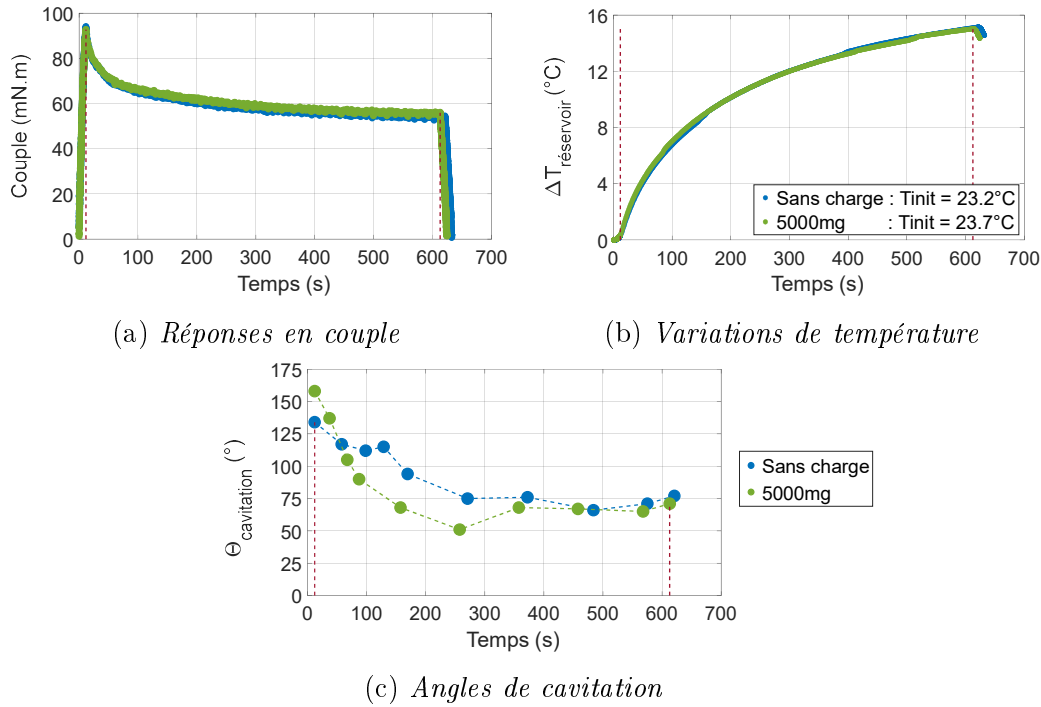 100
80
60
40
20
0
Couple (mN.m)
0 100 200 300 400 500 600 700
Temps (s)
(a) Réponses en couple
16
12
8
4
0
ΔTréservoir (°C)
Sans charge : Tinit = 23.2°C
5000mg : Tinit = 23.7°C
0 100 200 300 400 500 600 700
Temps (s)
(b) Variations de température
175
150
125
100
75
50
25
0
Θcavitation (°)
0 100 200 300 400 500 600 700
Temps (s)
Sans charge
5000mg
(c) Angles de cavitation